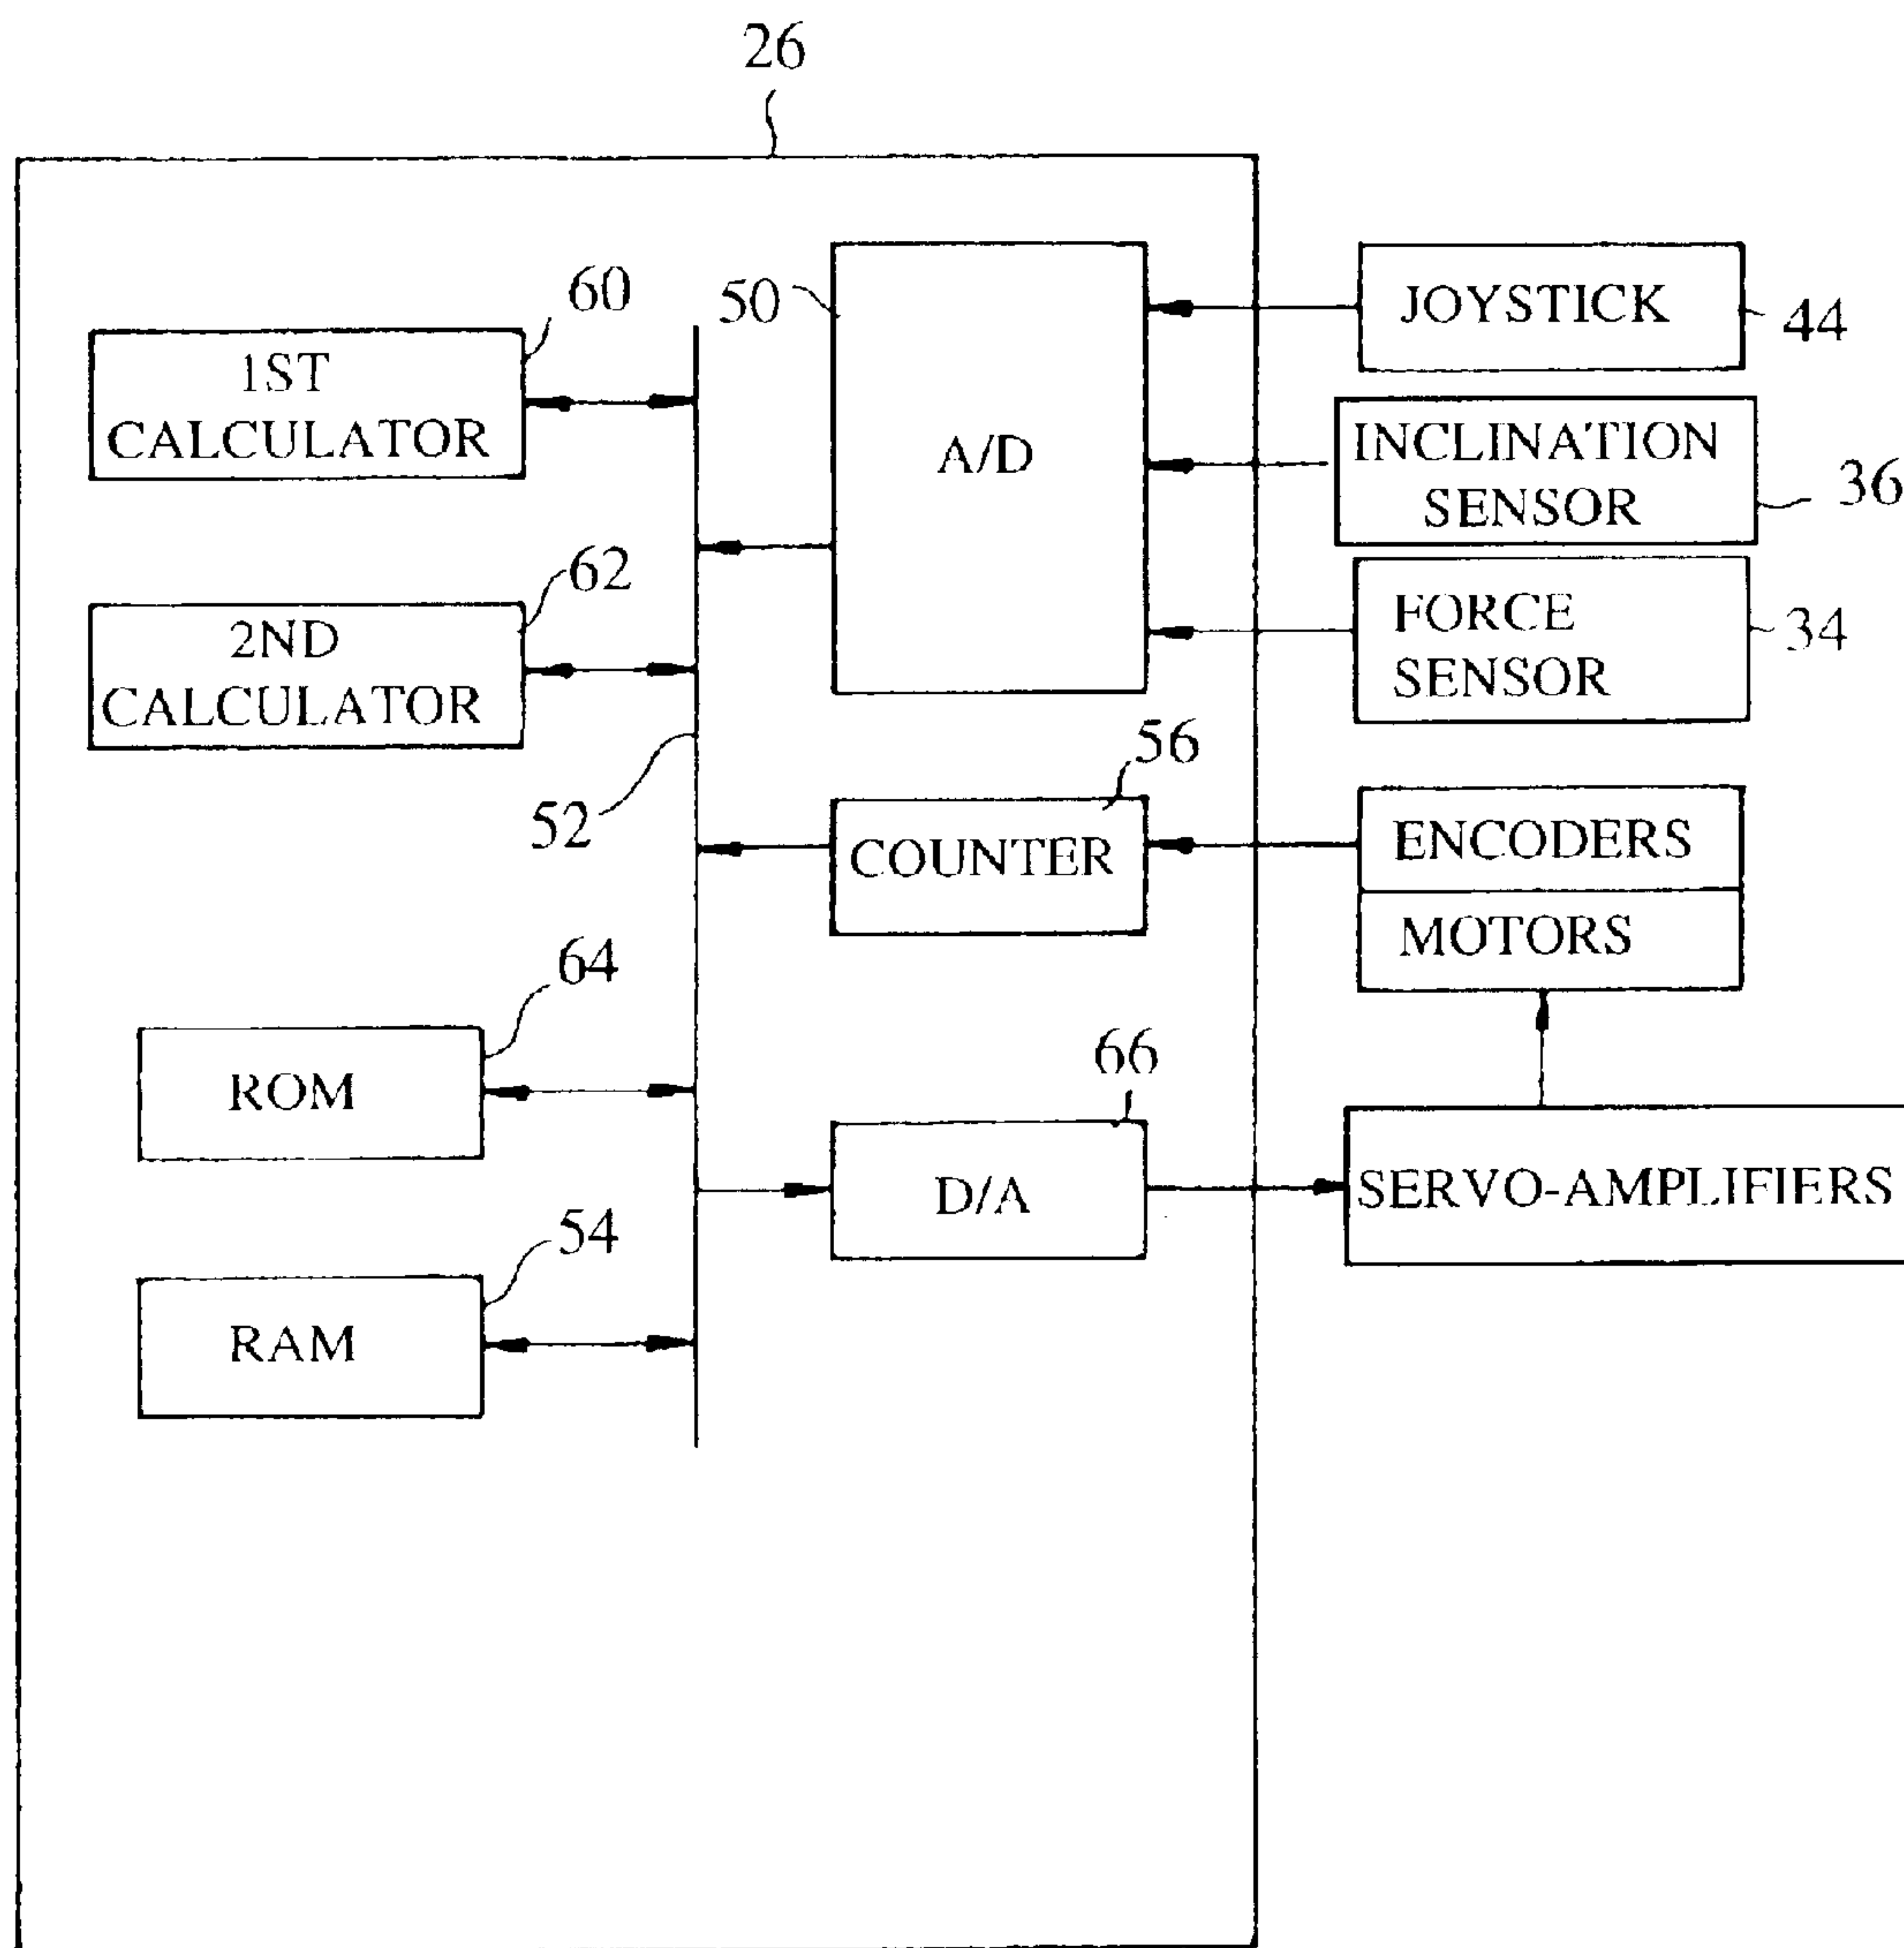 26
60
1ST
CALCULATOR
50
A/D
JOYSTICK
44
INCLINATION
SENSOR
36
62
2ND
CALCULATOR
FORCE
SENSOR
34
52
56
COUNTER
ENCODERS
MOTORS
64
ROM
66
D/A
SERVO-AMPLIFIERS
54
RAM